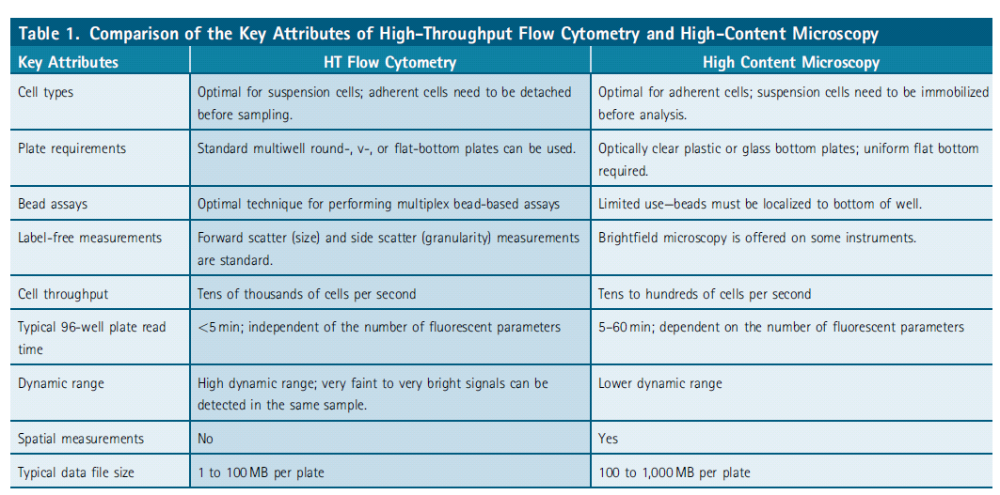 Table 1. Comparison of the Key Attributes of High-Throughput Flow Cytometry and High-Content Microscopy
Key Attributes HT Flow Cytometry High Content Microscopy
Cell types Optimal for suspension cells; adherent cells need to be detached Optimal for adherent cells; suspension cells need to be immobilized
before sampling. before analysis.
Plate requirements Standard multiwell round-, v-, or flat-bottom plates can be used. Optically clear plastic or glass bottom plates; uniform flat bottom
required.
Bead assays Optimal technique for performing multiplex bead-based assays Limited use—beads must be localized to bottom of well.
Label-free measurements Forward scatter (size) and side scatter (granularity) measurements Brightfield microscopy is offered on some instruments.
are standard.
Cell throughput Tens of thousands of cells per second Tens to hundreds of cells per second
Typical 96-well plate read <5 min; independent of the number of fluorescent parameters 5–60 min; dependent on the number of fluorescent parameters
time
Dynamic range High dynamic range; very faint to very bright signals can be Lower dynamic range
detected in the same sample.
Spatial measurements No Yes
Typical data file size 1 to 100 MB per plate 100 to 1,000 MB per plate